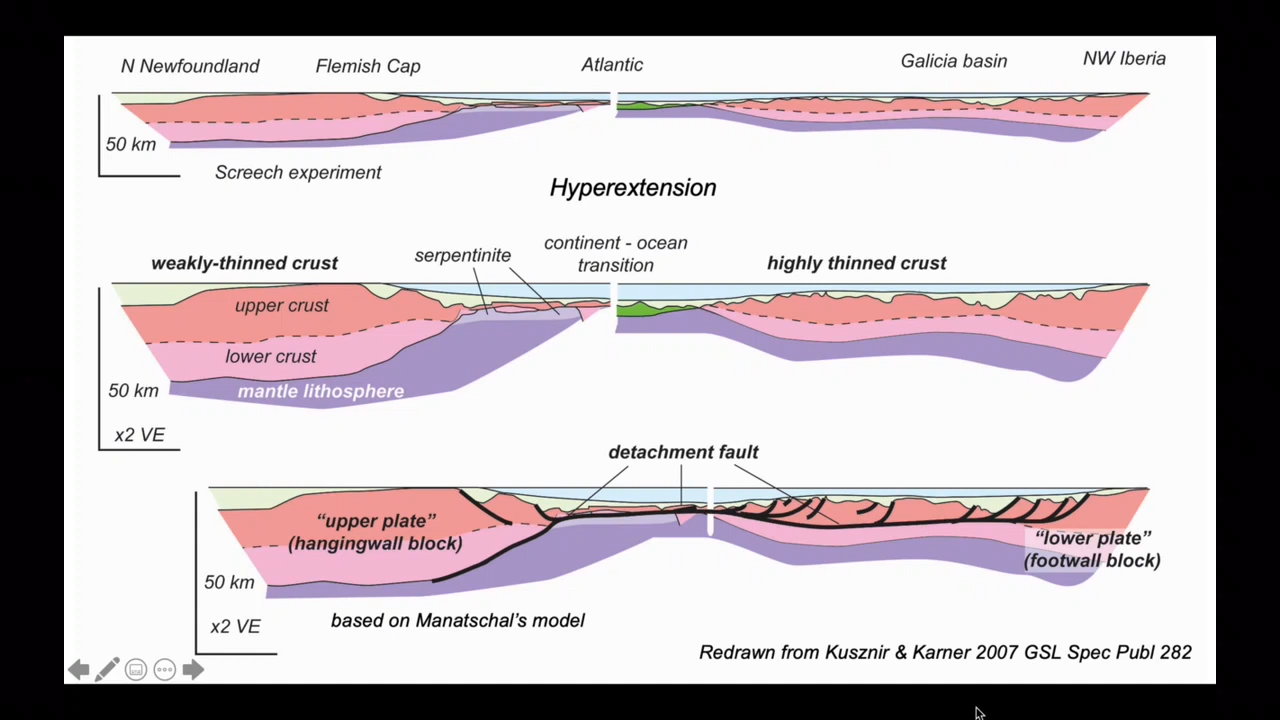 N Newfoundland
Flemish Cap
Atlantic
Galicia basin
NW Iberia
50 km
Screech experiment
Hyperextension
weakly-thinned crust
serpentinite
continent - ocean
transition
highly thinned crust
upper crust
lower crust
mantle lithosphere
50 km
x2 VE
detachment fault
“upper plate”
(hangingwall block)
“lower plate”
(footwall block)
50 km
x2 VE
based on Manatschal’s model
Redrawn from Kusznir & Karner 2007 GSL Spec Publ 282